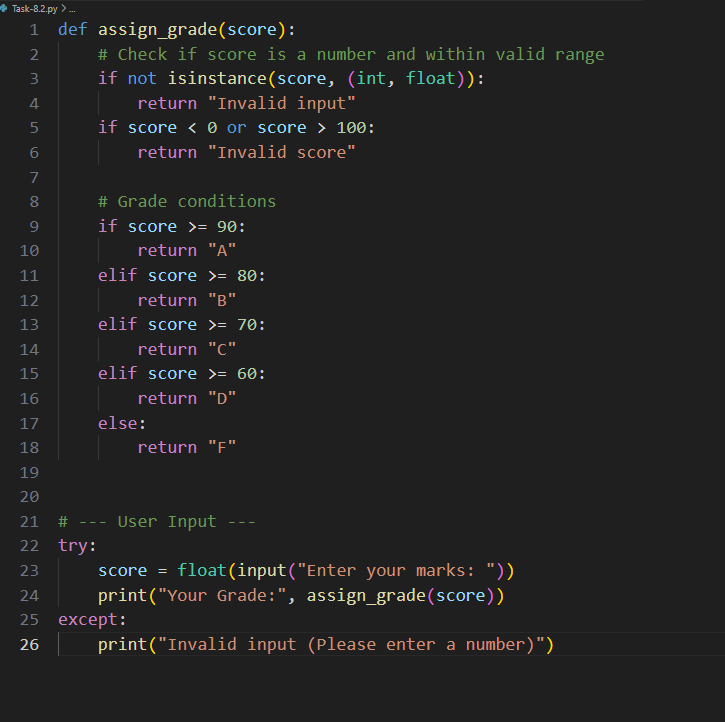 Task-8.2.py > ...
1 def assign_grade(score):
2     # Check if score is a number and within valid range
3     if not isinstance(score, (int, float)):
4         return "Invalid input"
5     if score < 0 or score > 100:
6         return "Invalid score"
7
8     # Grade conditions
9     if score >= 90:
10         return "A"
11     elif score >= 80:
12         return "B"
13     elif score >= 70:
14         return "C"
15     elif score >= 60:
16         return "D"
17     else:
18         return "F"
19
20
21 # --- User Input ---
22 try:
23     score = float(input("Enter your marks: "))
24     print("Your Grade:", assign_grade(score))
25 except:
26     print("Invalid input (Please enter a number)")